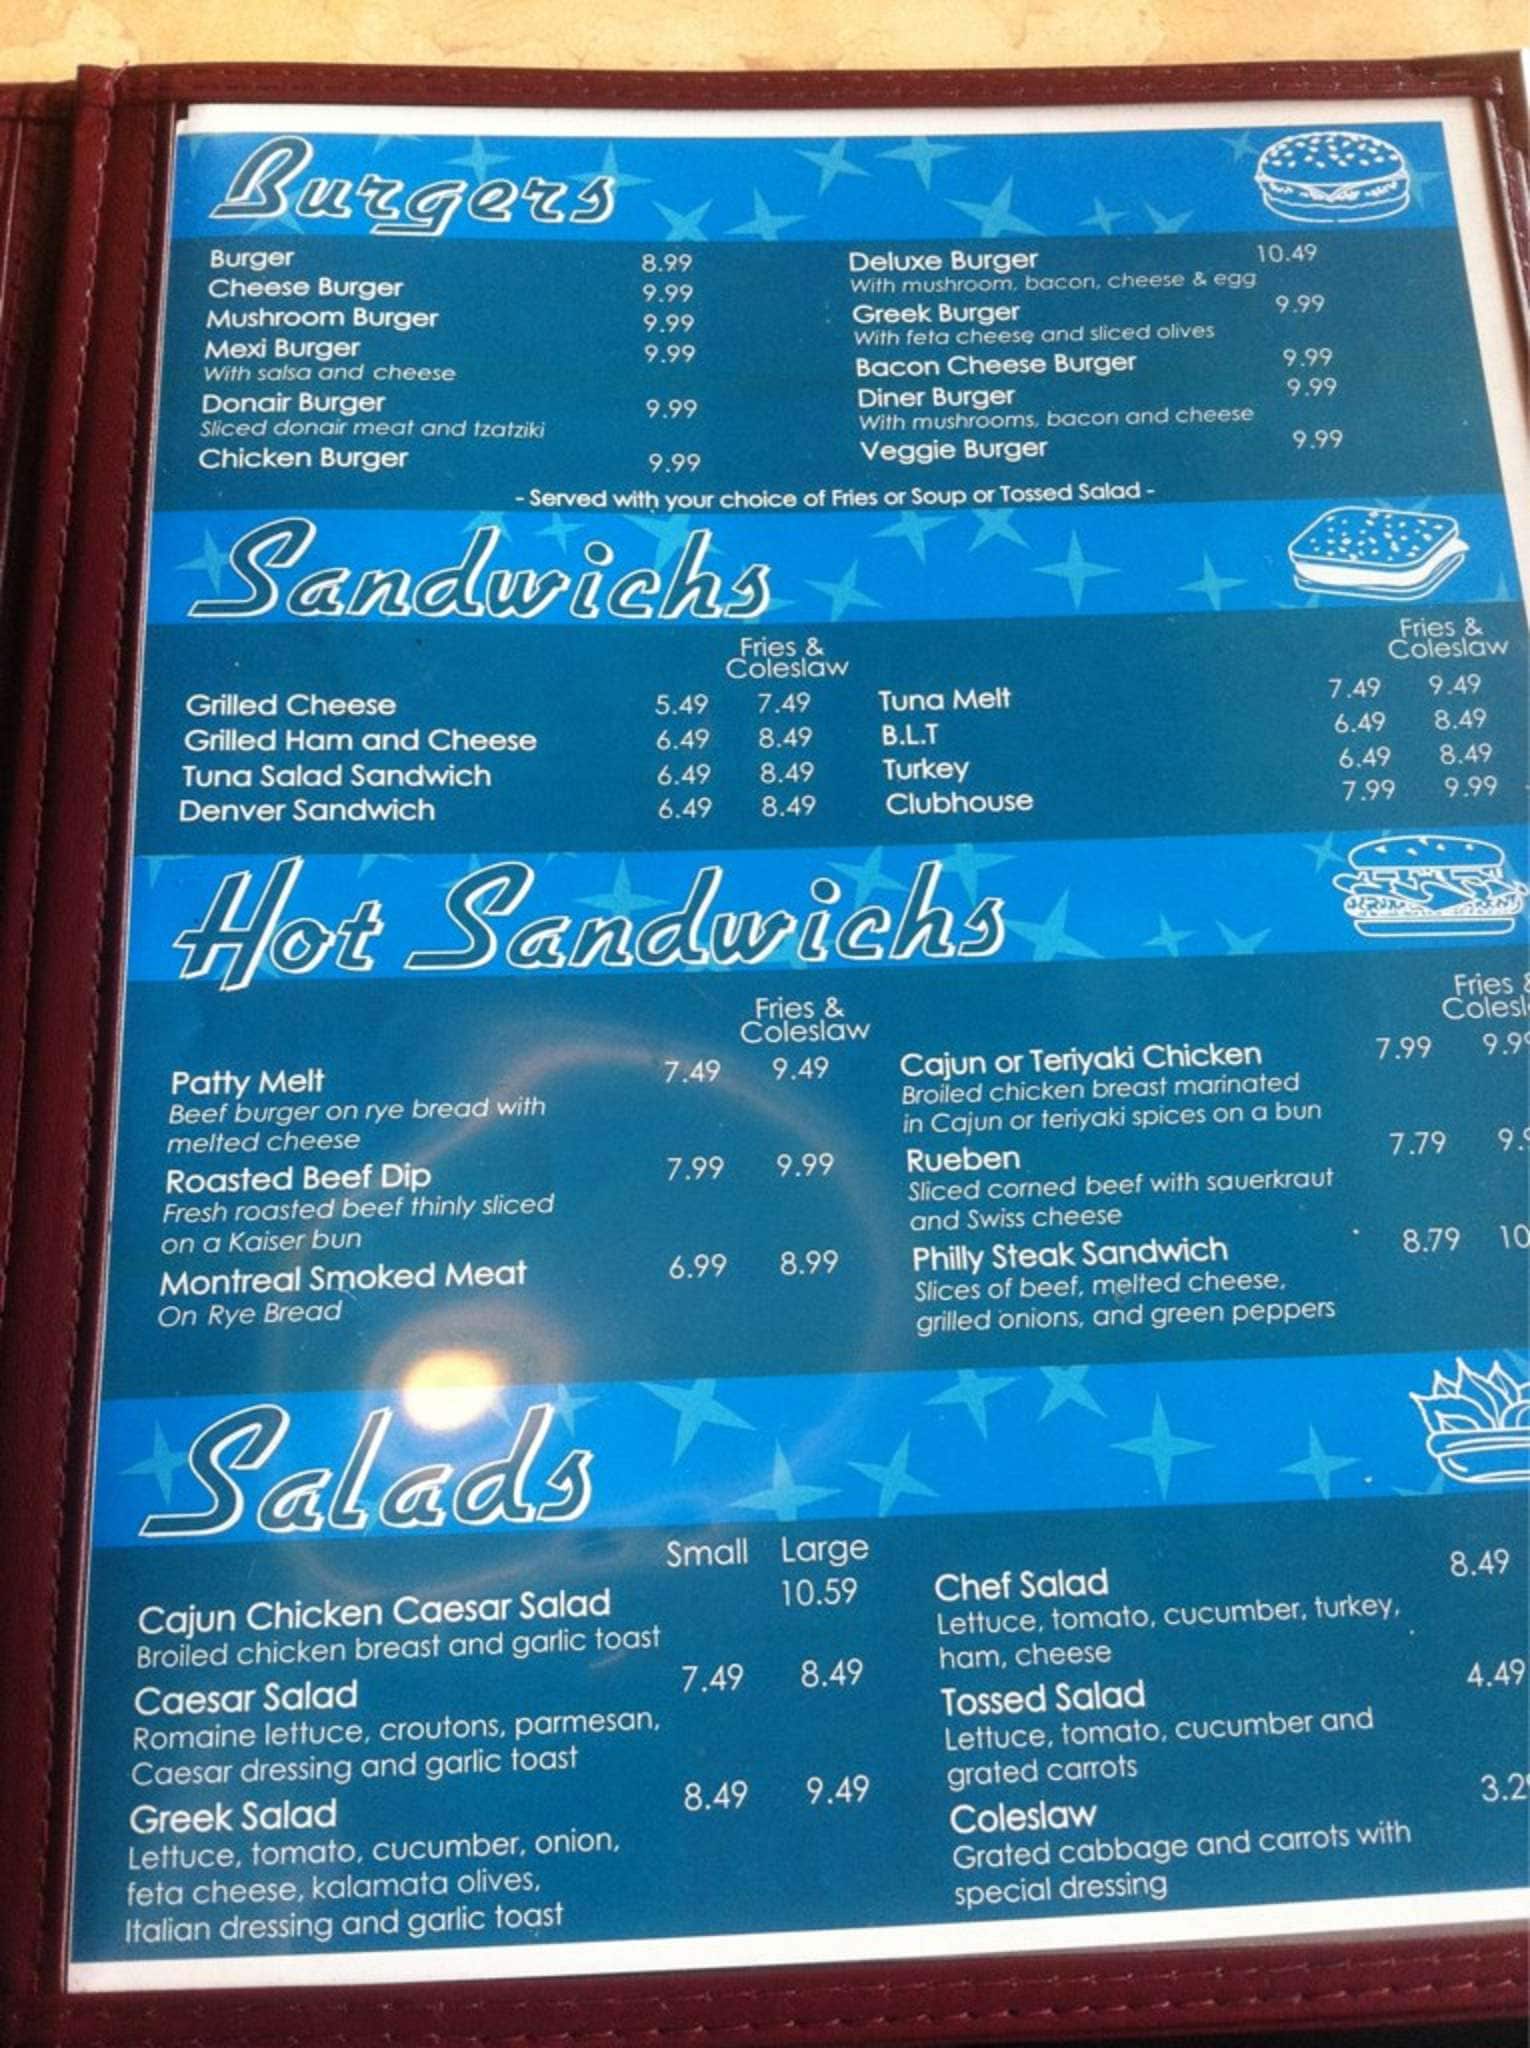 Burgers
Burger 8.99
Cheese Burger 9.99
Mushroom Burger 9.99
Mexi Burger 9.99
With salsa and cheese
Donair Burger 9.99
Sliced donair meat and tzatziki
Chicken Burger 9.99
Deluxe Burger 10.49
With mushroom, bacon, cheese & egg
Greek Burger 9.99
With feta cheese and sliced olives
Bacon Cheese Burger 9.99
Diner Burger 9.99
With mushrooms, bacon and cheese
Veggie Burger 9.99
- Served with your choice of Fries or Soup or Tossed Salad -
Sandwichs
Fries &
Coleslaw
Grilled Cheese 5.49 7.49
Grilled Ham and Cheese 6.49 8.49
Tuna Salad Sandwich 6.49 8.49
Denver Sandwich 6.49 8.49
Fries &
Coleslaw
Tuna Melt 7.49 9.49
B.L.T 6.49 8.49
Turkey 6.49 8.49
Clubhouse 7.99 9.99
Hot Sandwichs
Fries &
Coleslaw
Patty Melt 7.49 9.49
Beef burger on rye bread with
melted cheese
Roasted Beef Dip 7.99 9.99
Fresh roasted beef thinly sliced
on a Kaiser bun
Montreal Smoked Meat 6.99 8.99
On Rye Bread
Fries &
Cajun or Teriyaki Chicken 7.99
Broiled chicken breast marinated
in Cajun or teriyaki spices on a bun
Rueben 7.79
Sliced corned beef with sauerkraut
and Swiss cheese
Philly Steak Sandwich 8.79
Slices of beef, melted cheese,
grilled onions, and green peppers
Salads
Small Large
Cajun Chicken Caesar Salad 10.59
Broiled chicken breast and garlic toast
Caesar Salad 7.49 8.49
Romaine lettuce, croutons, parmesan,
Caesar dressing and garlic toast
Greek Salad 8.49 9.49
Lettuce, tomato, cucumber, onion,
feta cheese, kalamata olives,
Italian dressing and garlic toast
Chef Salad 8.49
Lettuce, tomato, cucumber, turkey,
ham, cheese
Tossed Salad 4.49
Lettuce, tomato, cucumber and
grated carrots
Coleslaw
Grated cabbage and carrots with
special dressing